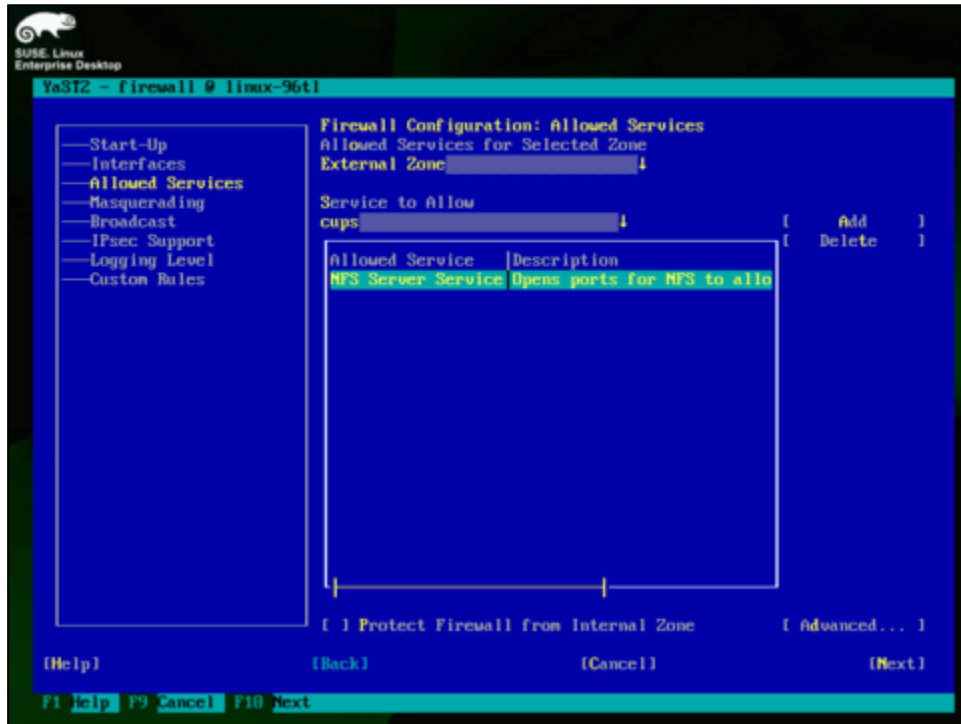 SUSE. Linux
Enterprise Desktop
YaST2 - firewall @ linux-96tl
Start-Up
Interfaces
Allowed Services
Masquerading
Broadcast
IPsec Support
Logging Level
Custom Rules
Firewall Configuration: Allowed Services
Allowed Services for Selected Zone
External Zone↓
Service to Allow
cups↓
[ Add ]
[ Delete ]
Allowed Service |Description
NFS Server Service|Opens ports for NFS to allo
[ ] Protect Firewall from Internal Zone [ Advanced... ]
[Help] [Back] [Cancel] [Next]
F1 Help F9 Cancel F10 Next